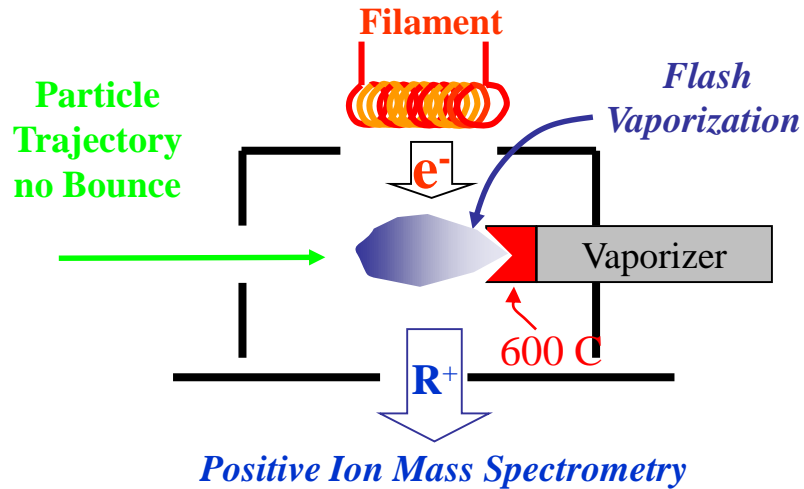 Filament
Particle
Trajectory
no Bounce
Flash
Vaporization
e-
Vaporizer
600 C
R+
Positive Ion Mass Spectrometry